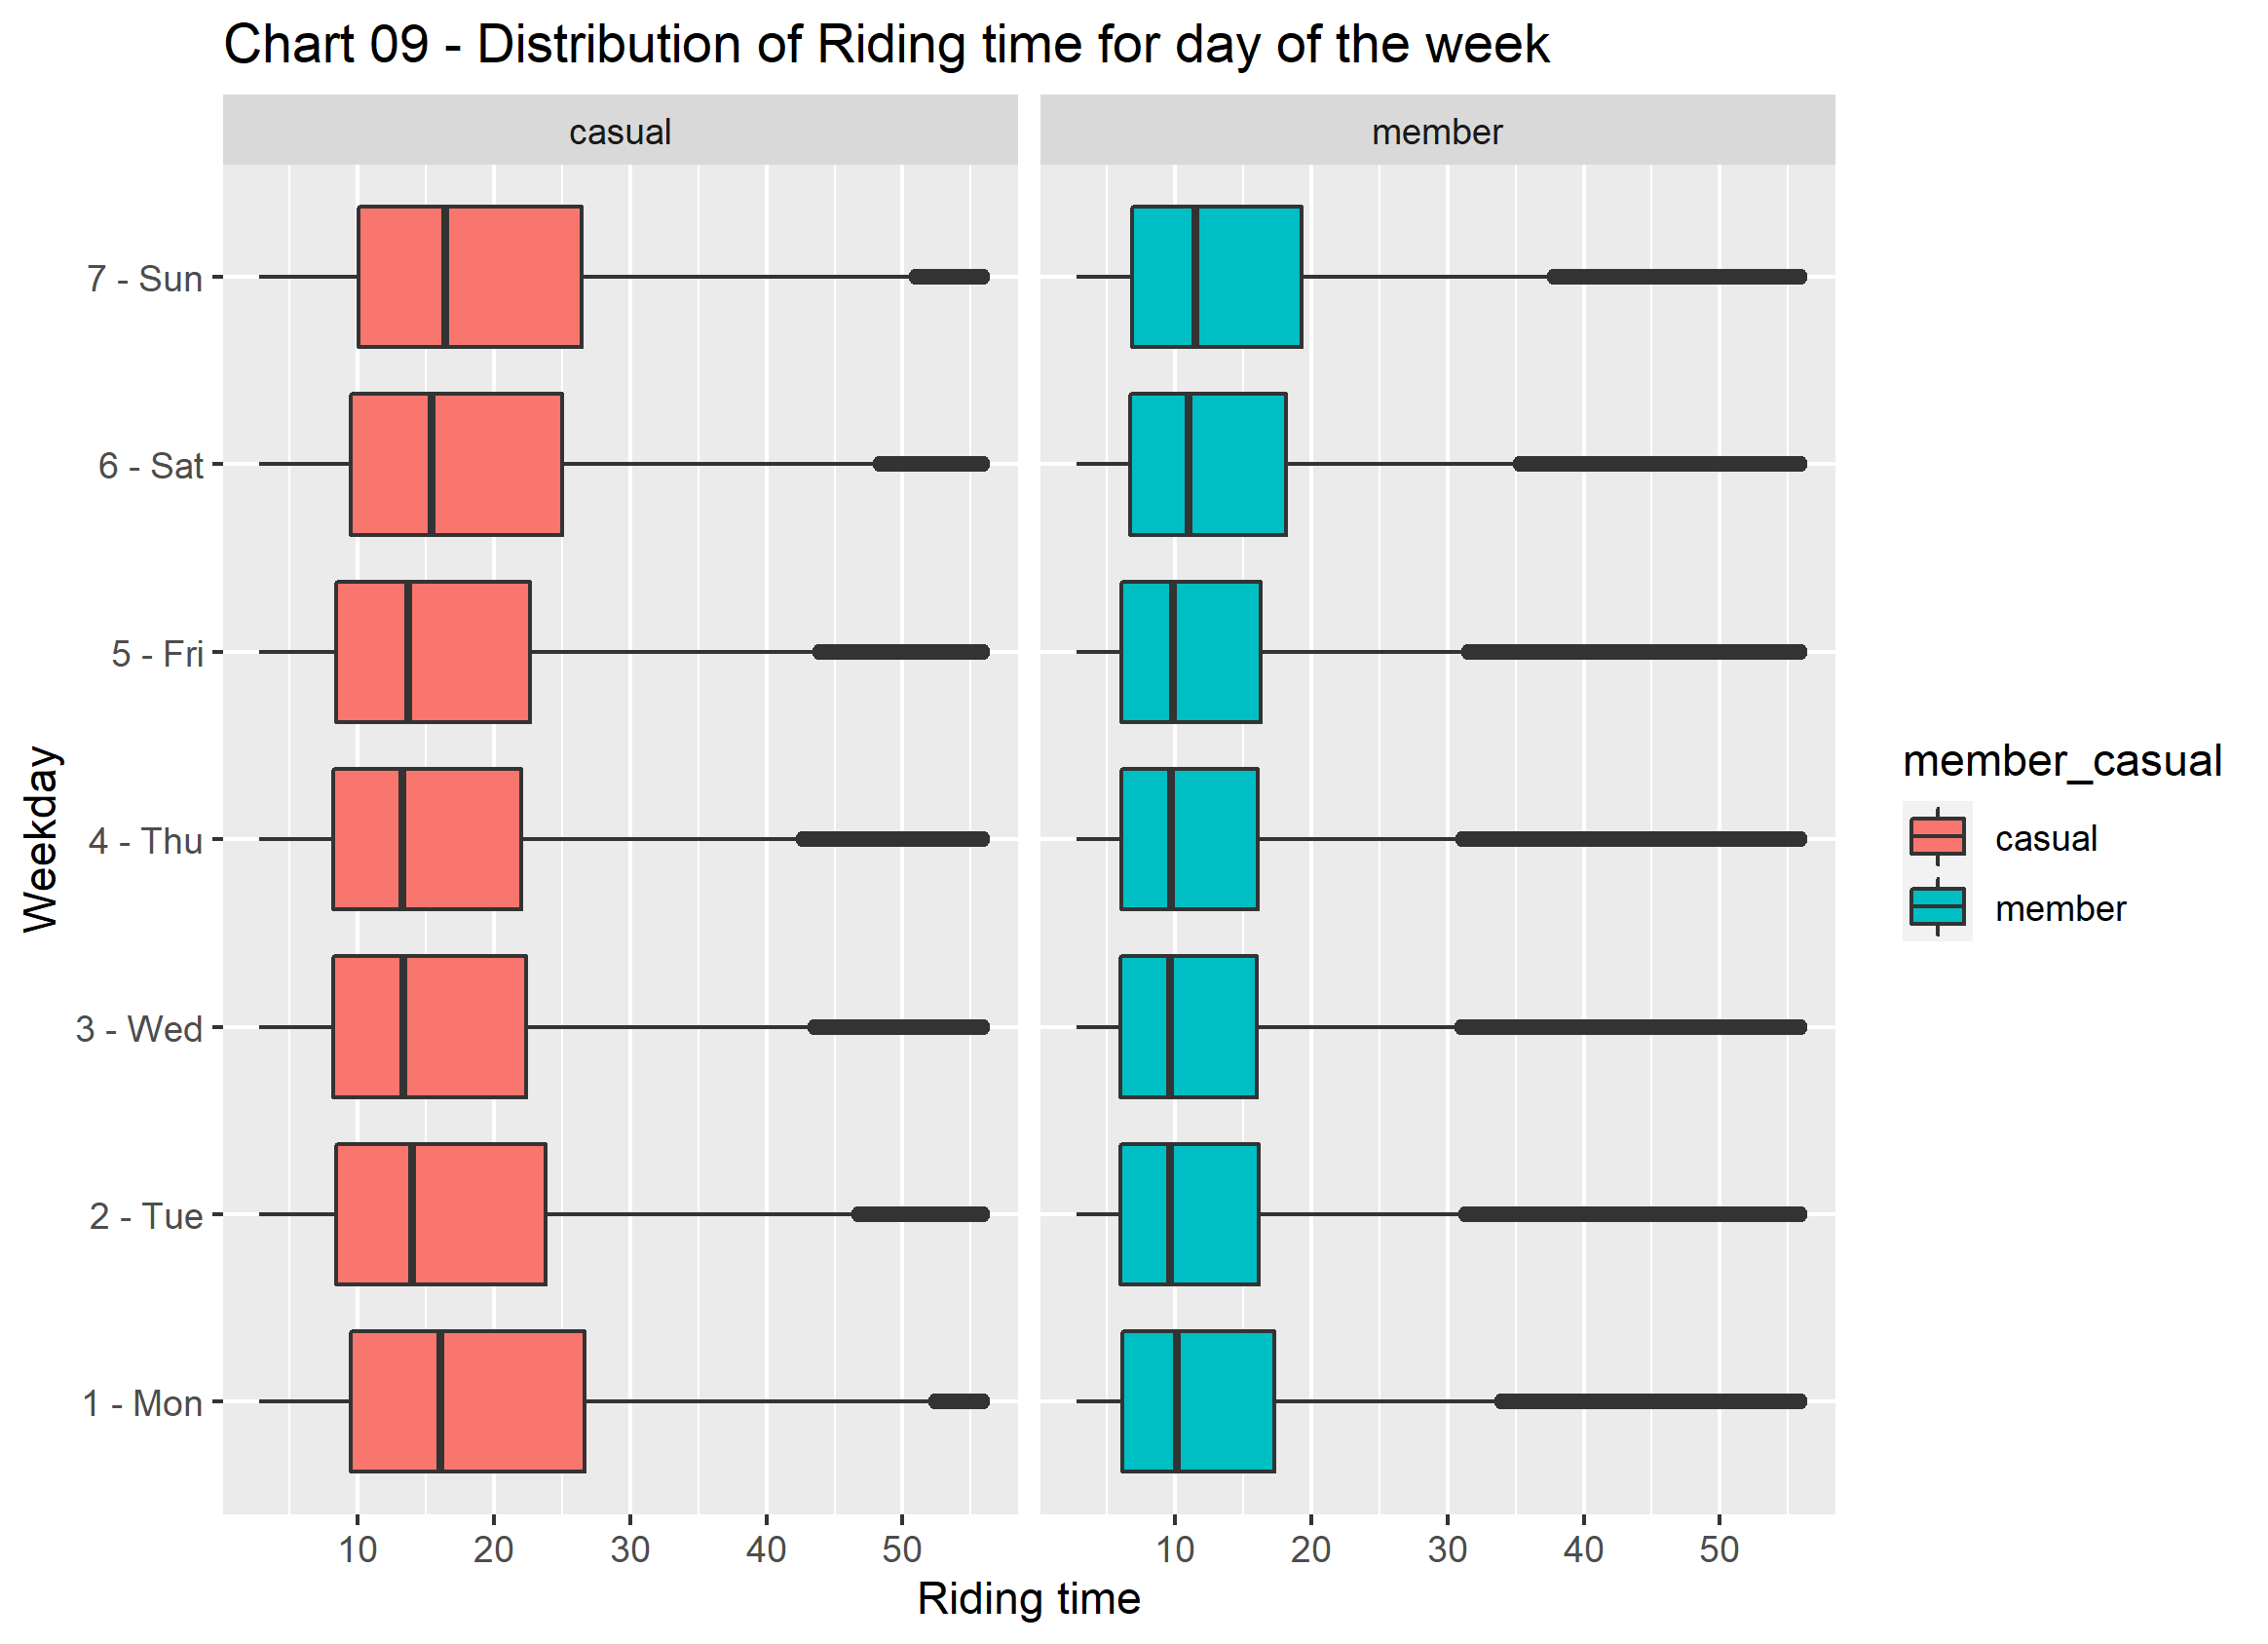 Chart 09 - Distribution of Riding time for day of the week
casual
member
7 - Sun
6 - Sat
5 - Fri
4 - Thu
3 - Wed
2 - Tue
1 - Mon
Weekday
10 20 30 40 50
10 20 30 40 50
Riding time
member_casual
casual
member